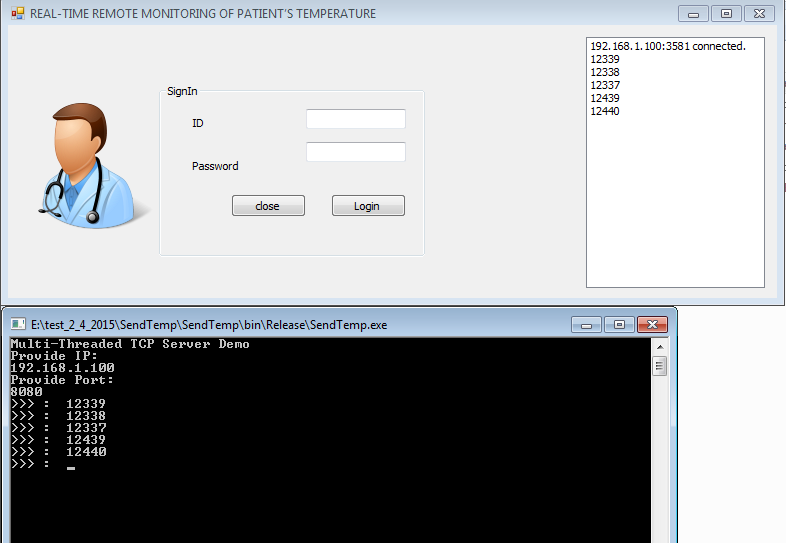 REAL-TIME REMOTE MONITORING OF PATIENT'S TEMPERATURE
SignIn
ID
Password
close
Login
192.168.1.100:3581 connected.
12339
12338
12337
12439
12440
E:\test_2_4_2015\SendTemp\SendTemp\bin\Release\SendTemp.exe
Multi-Threaded TCP Server Demo
Provide IP:
192.168.1.100
Provide Port:
8080
>>> :  12339
>>> :  12338
>>> :  12337
>>> :  12439
>>> :  12440
>>> :  _